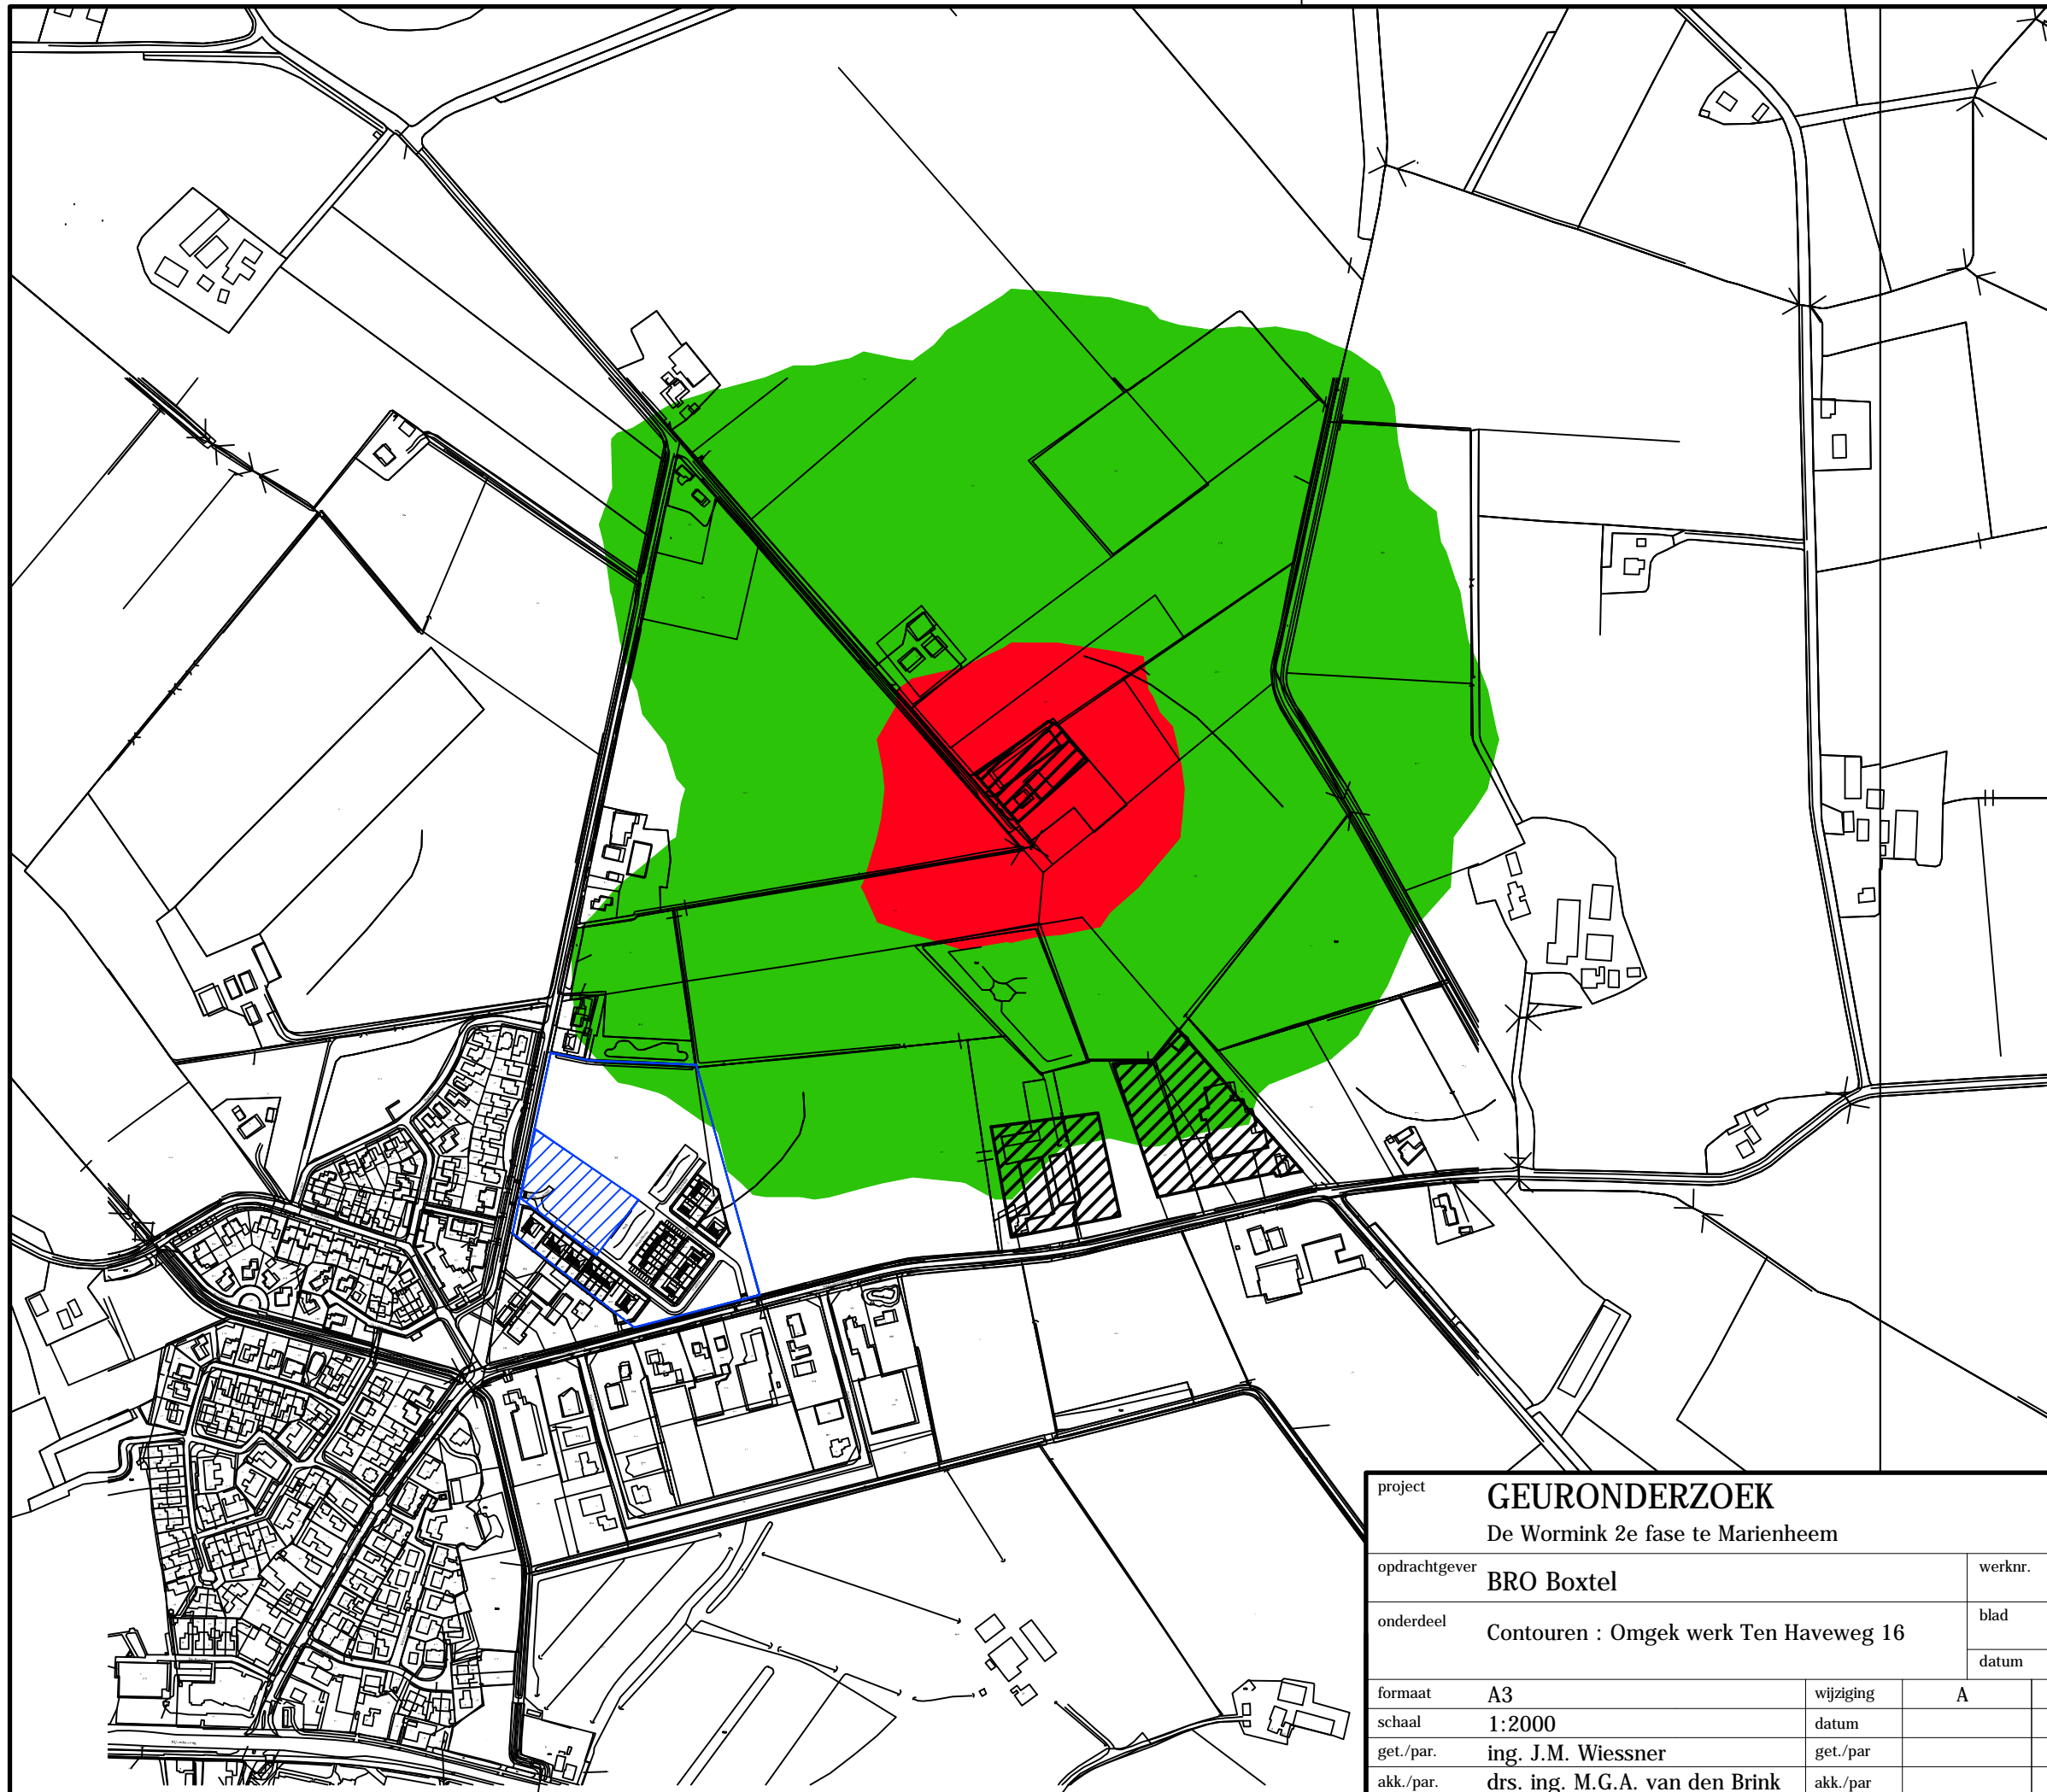 project
GEURONDERZOEK
De Wormink 2e fase te Marienheem
opdrachtgever BRO Boxtel werknr.
onderdeel Contouren : Omgek werk Ten Haveweg 16 blad
datum
formaat A3 wijziging A
schaal 1:2000 datum
get./par. ing. J.M. Wiessner get./par
akk./par. drs. ing. M.G.A. van den Brink akk./par